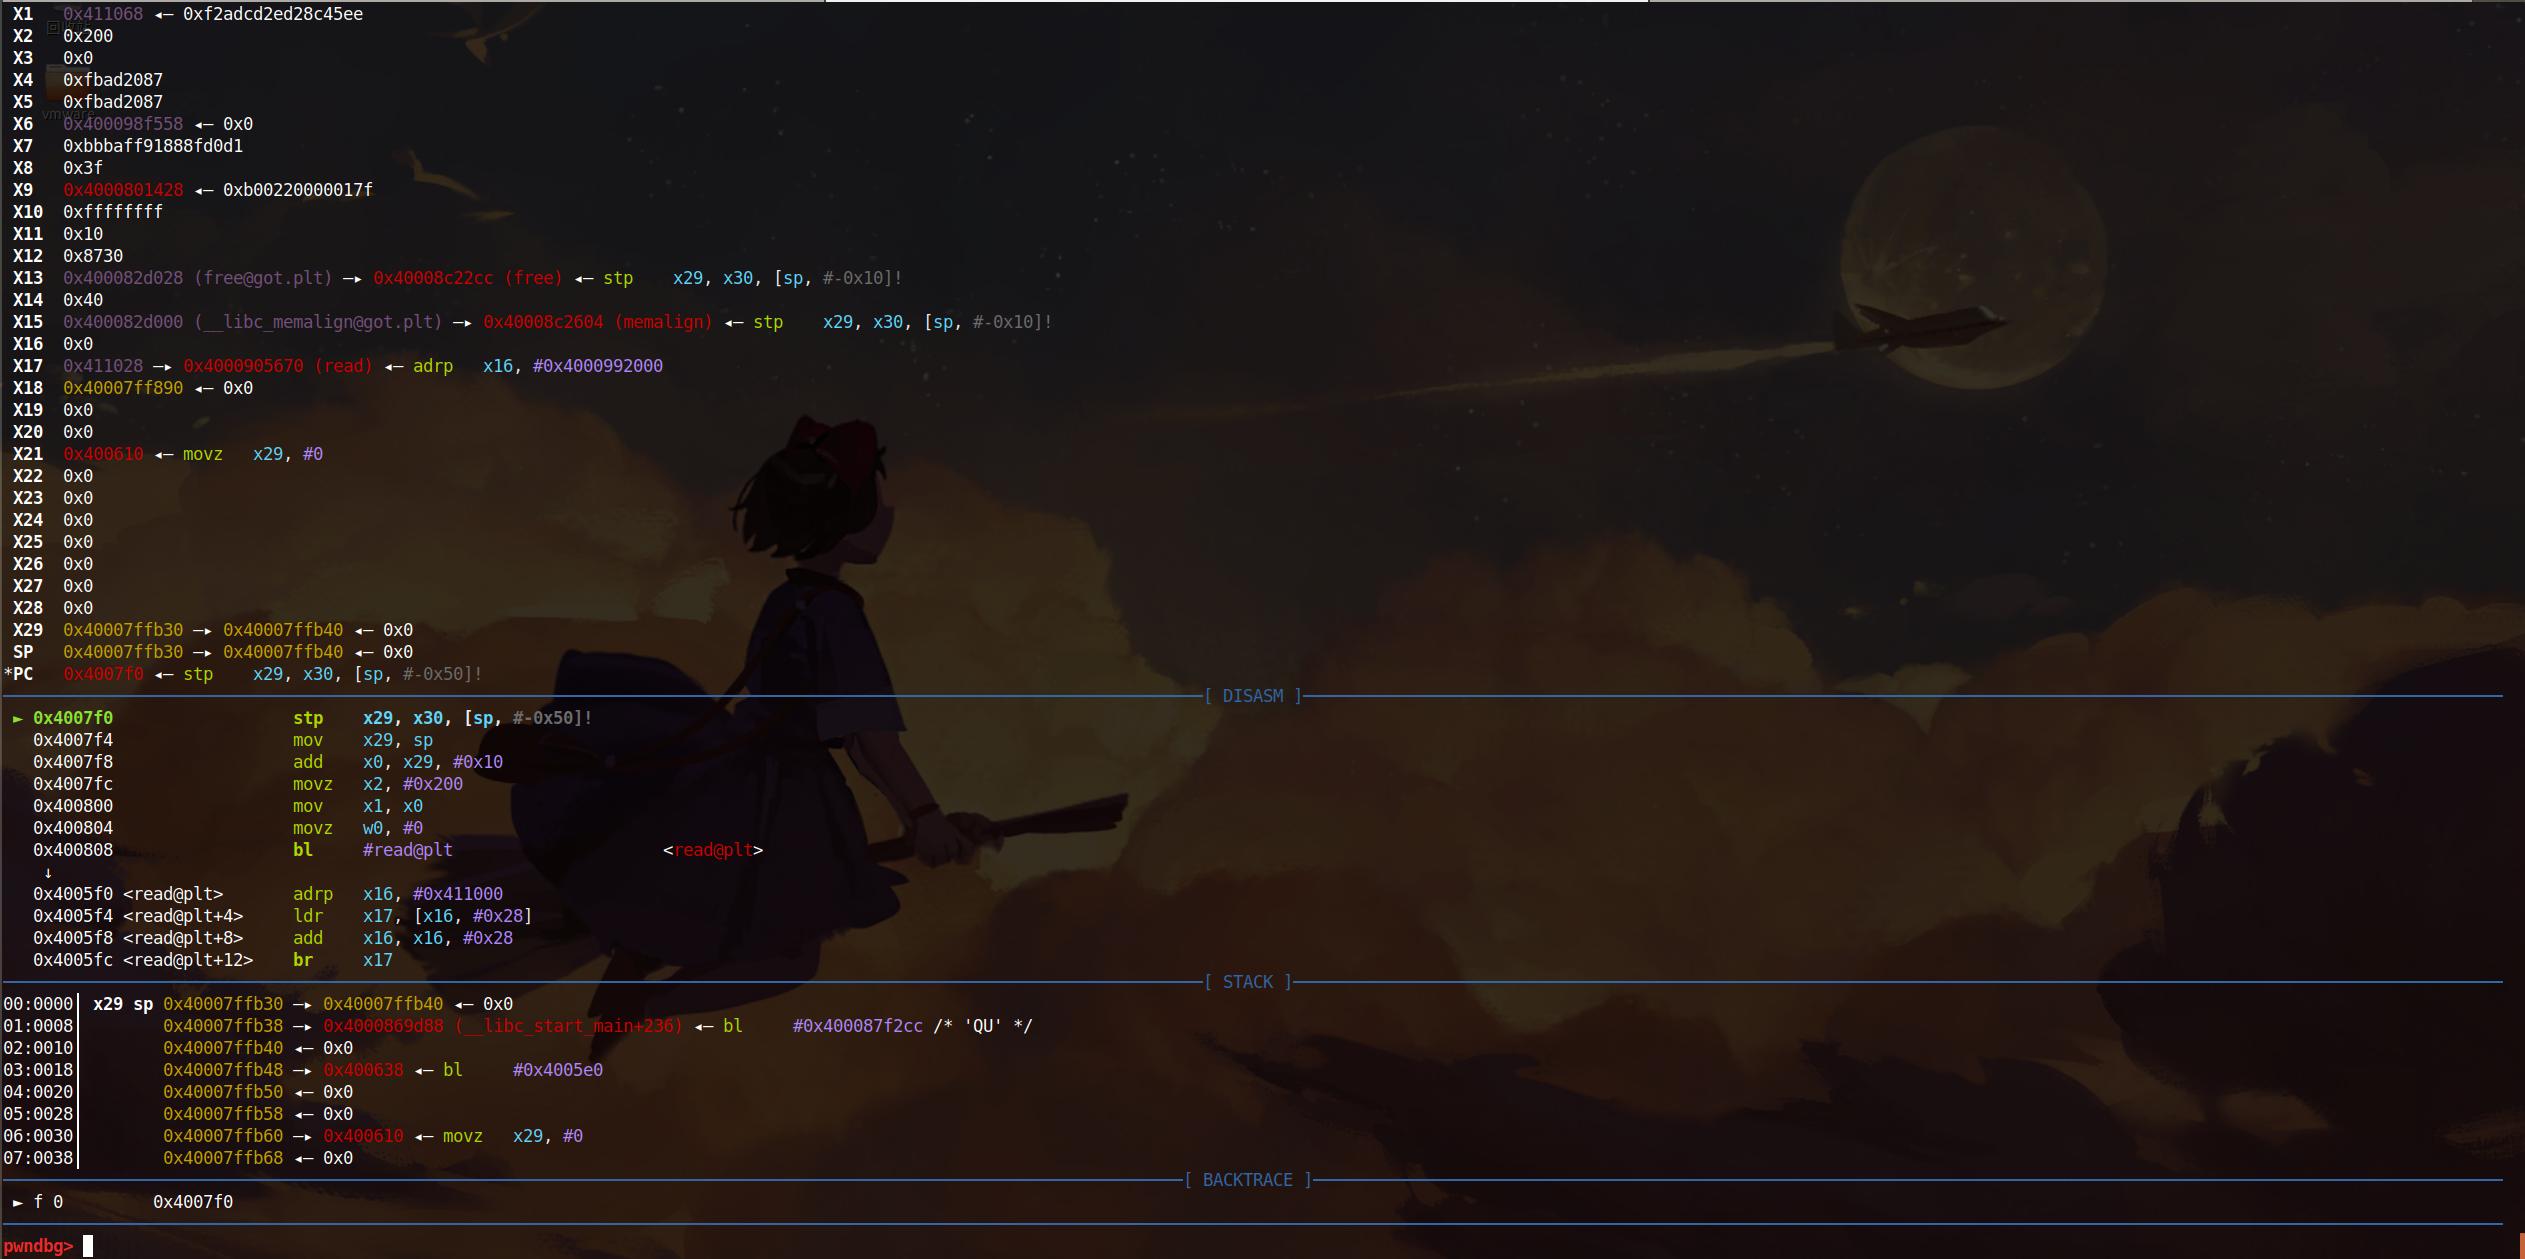 X1 0x411068 ◂— 0xf2adcd2ed28c45ee
回收站
X2 0x200
X3 0x0
X4 0xfbad2087
X5 0xfbad2087
vmware
X6 0x400098f558 ◂— 0x0
X7 0xbbbaff91888fd0d1
X8 0x3f
X9 0x4000801428 ◂— 0xb00220000017f
X10 0xffffffff
X11 0x10
X12 0x8730
X13 0x400082d028 (free@got.plt) —▸ 0x40008c22cc (free) ◂— stp x29, x30, [sp, #-0x10]!
X14 0x40
X15 0x400082d000 (__libc_memalign@got.plt) —▸ 0x40008c2604 (memalign) ◂— stp x29, x30, [sp, #-0x10]!
X16 0x0
X17 0x411028 —▸ 0x4000905670 (read) ◂— adrp x16, #0x4000992000
X18 0x40007ff890 ◂— 0x0
X19 0x0
X20 0x0
X21 0x400610 ◂— movz x29, #0
X22 0x0
X23 0x0
X24 0x0
X25 0x0
X26 0x0
X27 0x0
X28 0x0
X29 0x40007ffb30 —▸ 0x40007ffb40 ◂— 0x0
SP 0x40007ffb30 —▸ 0x40007ffb40 ◂— 0x0
*PC 0x4007f0 ◂— stp x29, x30, [sp, #-0x50]!
[ DISASM ]
► 0x4007f0 stp x29, x30, [sp, #-0x50]!
0x4007f4 mov x29, sp
0x4007f8 add x0, x29, #0x10
0x4007fc movz x2, #0x200
0x400800 mov x1, x0
0x400804 movz w0, #0
0x400808 bl #read@plt <read@plt>
↓
0x4005f0 <read@plt> adrp x16, #0x411000
0x4005f4 <read@plt+4> ldr x17, [x16, #0x28]
0x4005f8 <read@plt+8> add x16, x16, #0x28
0x4005fc <read@plt+12> br x17
[ STACK ]
00:0000│ x29 sp 0x40007ffb30 —▸ 0x40007ffb40 ◂— 0x0
01:0008│ 0x40007ffb38 —▸ 0x4000869d88 (__libc_start_main+236) ◂— bl #0x400087f2cc /* 'QU' */
02:0010│ 0x40007ffb40 ◂— 0x0
03:0018│ 0x40007ffb48 —▸ 0x400638 ◂— bl #0x4005e0
04:0020│ 0x40007ffb50 ◂— 0x0
05:0028│ 0x40007ffb58 ◂— 0x0
06:0030│ 0x40007ffb60 —▸ 0x400610 ◂— movz x29, #0
07:0038│ 0x40007ffb68 ◂— 0x0
[ BACKTRACE ]
► f 0 0x4007f0
pwndbg>